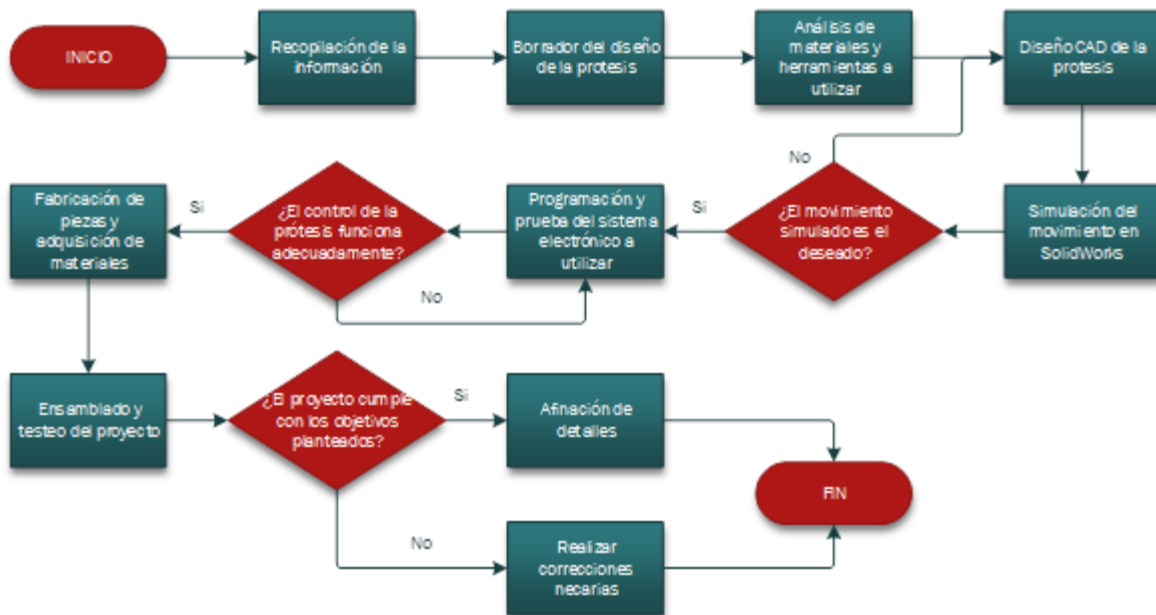 INICIO
Recopilación de la
información
Borrador del diseño
de la protesis
Análisis de
materiales y
herramientas a
utilizar
Diseño CAD de la
protesis
No
Fabricación de
piezas y
adquisición de
materiales
Si
¿El control de la
prótesis funciona
adecuadamente?
Programación y
prueba del sistema
electrónico a
utilizar
Si
¿El movimiento
simulado es el
deseado?
Simulación del
movimiento en
SolidWorks
No
Ensamblado y
testeo del proyecto
¿El proyecto cumple
con los objetivos
planteados?
Si
Afinación de
detalles
FIN
No
Realizar
correcciones
necarias